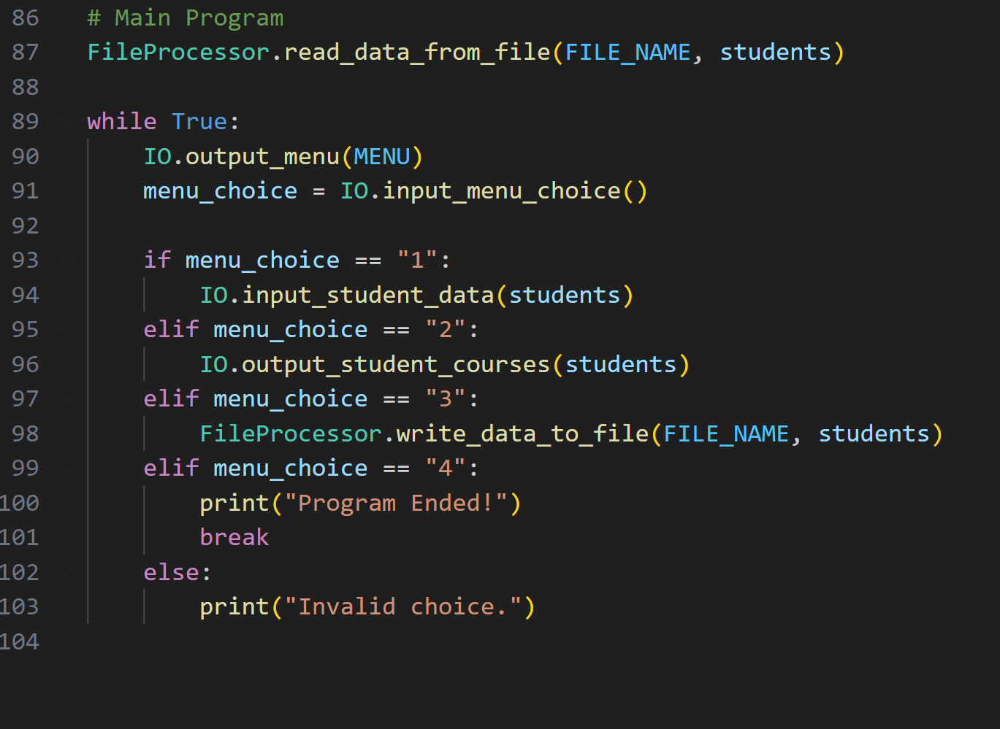 86 # Main Program
87 FileProcessor.read_data_from_file(FILE_NAME, students)
88
89 while True:
90     IO.output_menu(MENU)
91     menu_choice = IO.input_menu_choice()
92
93     if menu_choice == "1":
94         IO.input_student_data(students)
95     elif menu_choice == "2":
96         IO.output_student_courses(students)
97     elif menu_choice == "3":
98         FileProcessor.write_data_to_file(FILE_NAME, students)
99     elif menu_choice == "4":
100         print("Program Ended!")
101         break
102     else:
103         print("Invalid choice.")
104